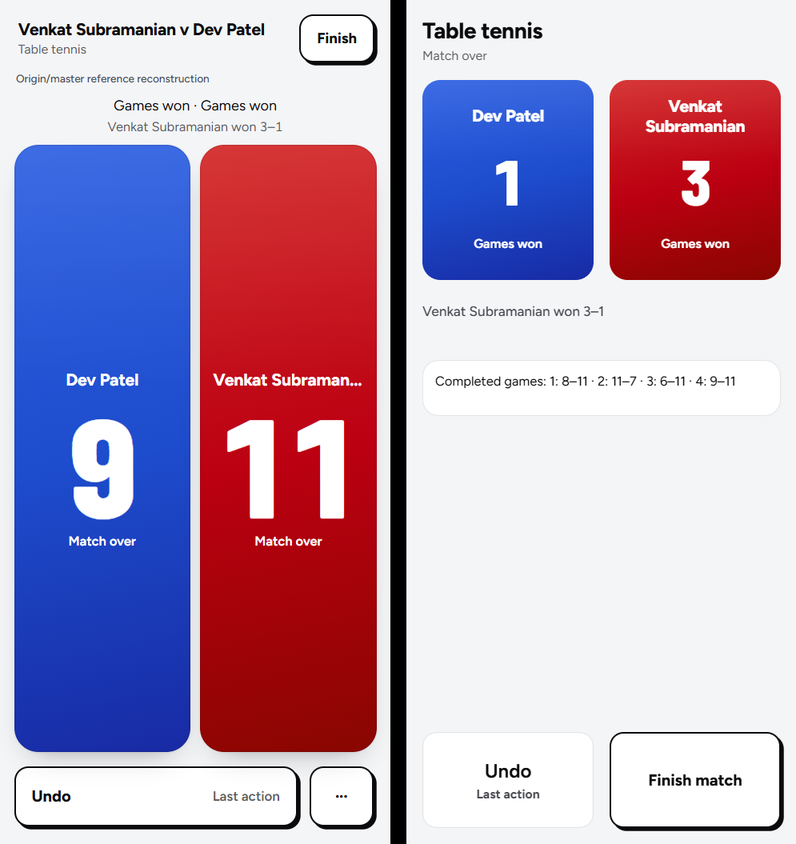 Venkat Subramanian v Dev Patel
Table tennis
Finish
Origin/master reference reconstruction
Games won · Games won
Venkat Subramanian won 3–1
Dev Patel
9
Match over
Venkat Subraman...
11
Match over
Undo
Last action
...
Table tennis
Match over
Dev Patel
1
Games won
Venkat
Subramanian
3
Games won
Venkat Subramanian won 3–1
Completed games: 1: 8–11 · 2: 11–7 · 3: 6–11 · 4: 9–11
Undo
Last action
Finish match